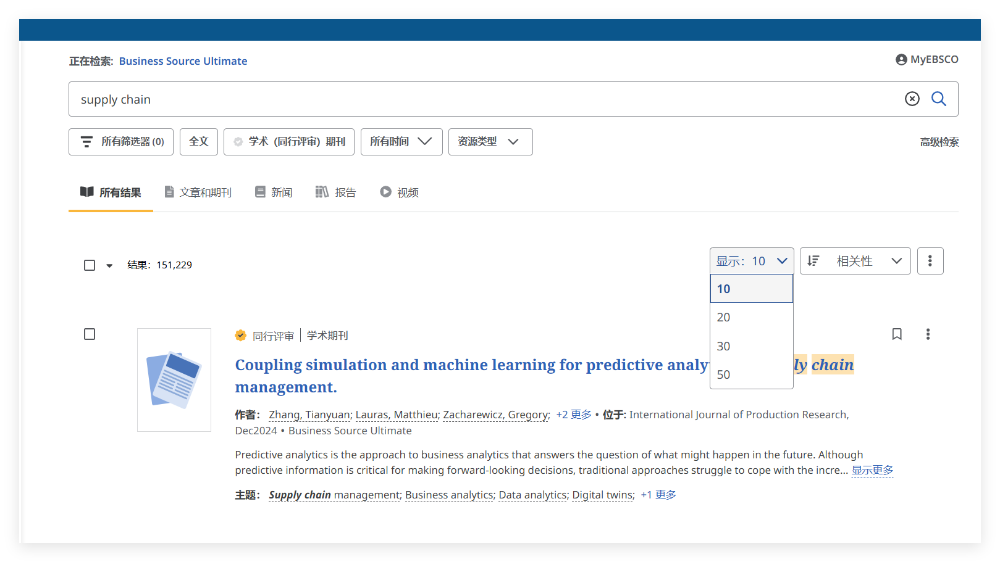 正在检索: Business Source Ultimate
MyEBSCO
supply chain
所有筛选器 (0)
全文
学术（同行评审）期刊
所有时间
资源类型
高级检索
所有结果
文章和期刊
新闻
报告
视频
结果：151,229
显示：10
相关性
10
20
30
50
同行评审
学术期刊
Coupling simulation and machine learning for predictive analy ly chain
management.
作者： Zhang, Tianyuan; Lauras, Matthieu; Zacharewicz, Gregory; +2 更多 • 位于: International Journal of Production Research,
Dec2024 • Business Source Ultimate
Predictive analytics is the approach to business analytics that answers the question of what might happen in the future. Although
predictive information is critical for making forward-looking decisions, traditional approaches struggle to cope with the incre... 显示更多
主题： Supply chain management; Business analytics; Data analytics; Digital twins; +1 更多